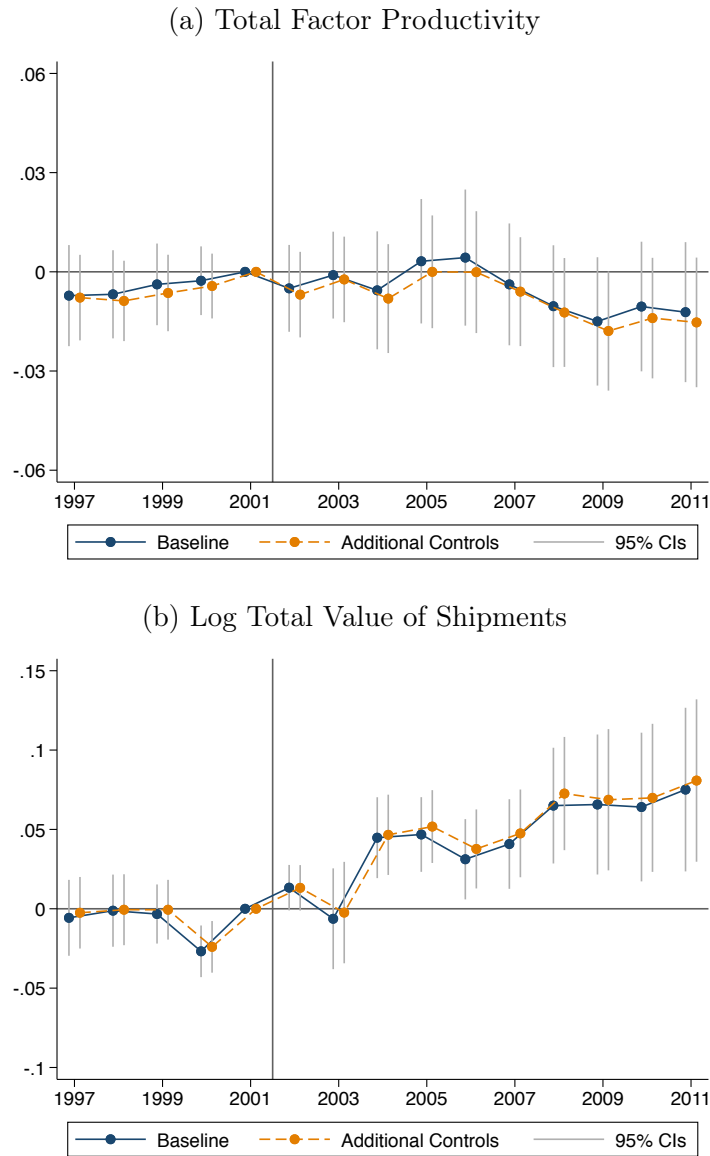 (a) Total Factor Productivity
.06
.03
0
-.03
-.06
1997 1999 2001 2003 2005 2007 2009 2011
Baseline Additional Controls 95% CIs
(b) Log Total Value of Shipments
.15
.1
.05
0
-.05
-.1
1997 1999 2001 2003 2005 2007 2009 2011
Baseline Additional Controls 95% CIs